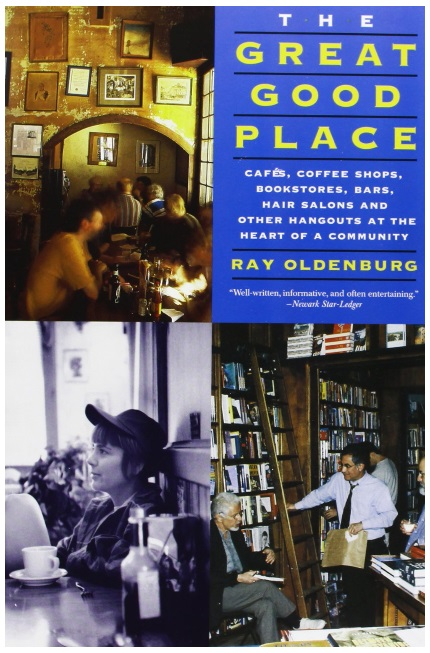 THE
GREAT
GOOD
PLACE
CAFÉS, COFFEE SHOPS,
BOOKSTORES, BARS,
HAIR SALONS AND
OTHER HANGOUTS AT THE
HEART OF A COMMUNITY
RAY OLDENBURG
"Well-written, informative, and often entertaining."
—Newark Star-Ledger